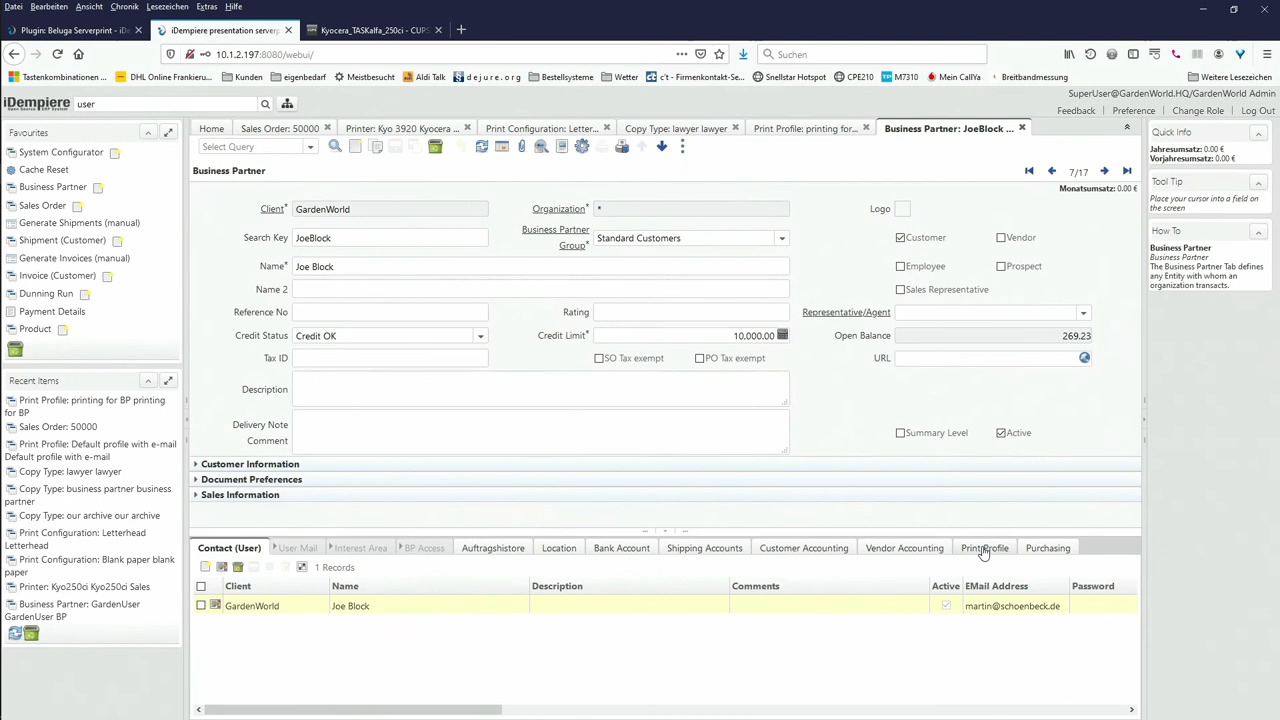 Datei Bearbeiten Ansicht Chronik Lesezeichen Extras Hilfe
Plugin: Beluga Serverprint - iDe
iDempiere presentation serverp
Kyocera_TASKalfa_250ci - CUPS
10.1.2.197:8080/webui/
Suchen
Tastenkombinationen ... DHL Online Frankieru... Kunden eigenbedarf Meistbesucht Aldi Talk d e j u r e . o r g Bestellsysteme Wetter c't - Firmenkontakt-Se... Snellstar Hotspot CPE210 M7310 Mein CallYa Breitbandmessung Weitere Lesezeichen
SuperUser@GardenWorld.HQ/GardenWorld Admin
iDempiere
user
Feedback Preference Change Role Log Out
Favourites
System Configurator
Cache Reset
Business Partner
Sales Order
Generate Shipments (manual)
Shipment (Customer)
Generate Invoices (manual)
Invoice (Customer)
Dunning Run
Payment Details
Product
Recent Items
Print Profile: printing for BP printing
for BP
Sales Order: 50000
Print Profile: Default profile with e-mail
Default profile with e-mail
Copy Type: lawyer lawyer
Copy Type: business partner business
partner
Copy Type: our archive our archive
Print Configuration: Letterhead
Letterhead
Print Configuration: Blank paper blank
paper
Printer: Kyo250ci Kyo250ci Sales
Business Partner: GardenUser
GardenUser BP
Home Sales Order: 50000 Printer: Kyo 3920 Kyocera ... Print Configuration: Letter... Copy Type: lawyer lawyer Print Profile: printing for... Business Partner: JoeBlock ...
Select Query
Business Partner
7/17
Monatsumsatz: 0.00 €
Client* GardenWorld Organization* * Logo
Search Key JoeBlock Business Partner Group* Standard Customers Customer Vendor
Name* Joe Block Employee Prospect
Name 2 Sales Representative
Reference No Rating Representative/Agent
Credit Status Credit OK Credit Limit* 10,000.00 Open Balance 269.23
Tax ID SO Tax exempt PO Tax exempt URL
Description
Delivery Note
Comment
Summary Level Active
Customer Information
Document Preferences
Sales Information
Contact (User) User Mail Interest Area BP Access Auftragshistore Location Bank Account Shipping Accounts Customer Accounting Vendor Accounting Print Profile Purchasing
1 Records
Client Name Description Comments Active EMail Address Password
GardenWorld Joe Block martin@schoenbeck.de
Quick Info
Jahresumsatz: 0.00 €
Vorjahresumsatz: 0.00 €
Tool Tip
Place your cursor into a field on
the screen
How To
Business Partner
Business Partner
The Business Partner Tab defines
any Entity with whom an
organization transacts.